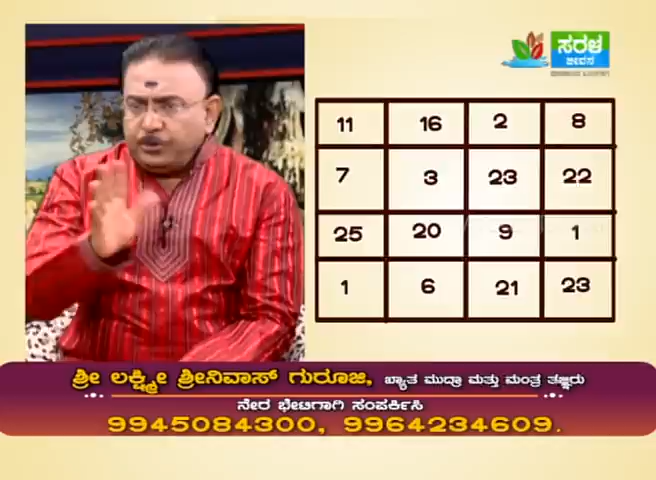 ಸರಳ
ಜೀವನ
11 16 2 8
7 3 23 22
25 20 9 1
1 6 21 23
ಶ್ರೀ ಲಕ್ಷ್ಮೀ ಶ್ರೀನಿವಾಸ್ ಗುರೂಜಿ, ಖ್ಯಾತ ಮುದ್ರಾ ಮತ್ತು ಮಂತ್ರ ತಜ್ಞರು
ನೇರ ಭೇಟಿಗಾಗಿ ಸಂಪರ್ಕಿಸಿ
9945084300, 9964234609.